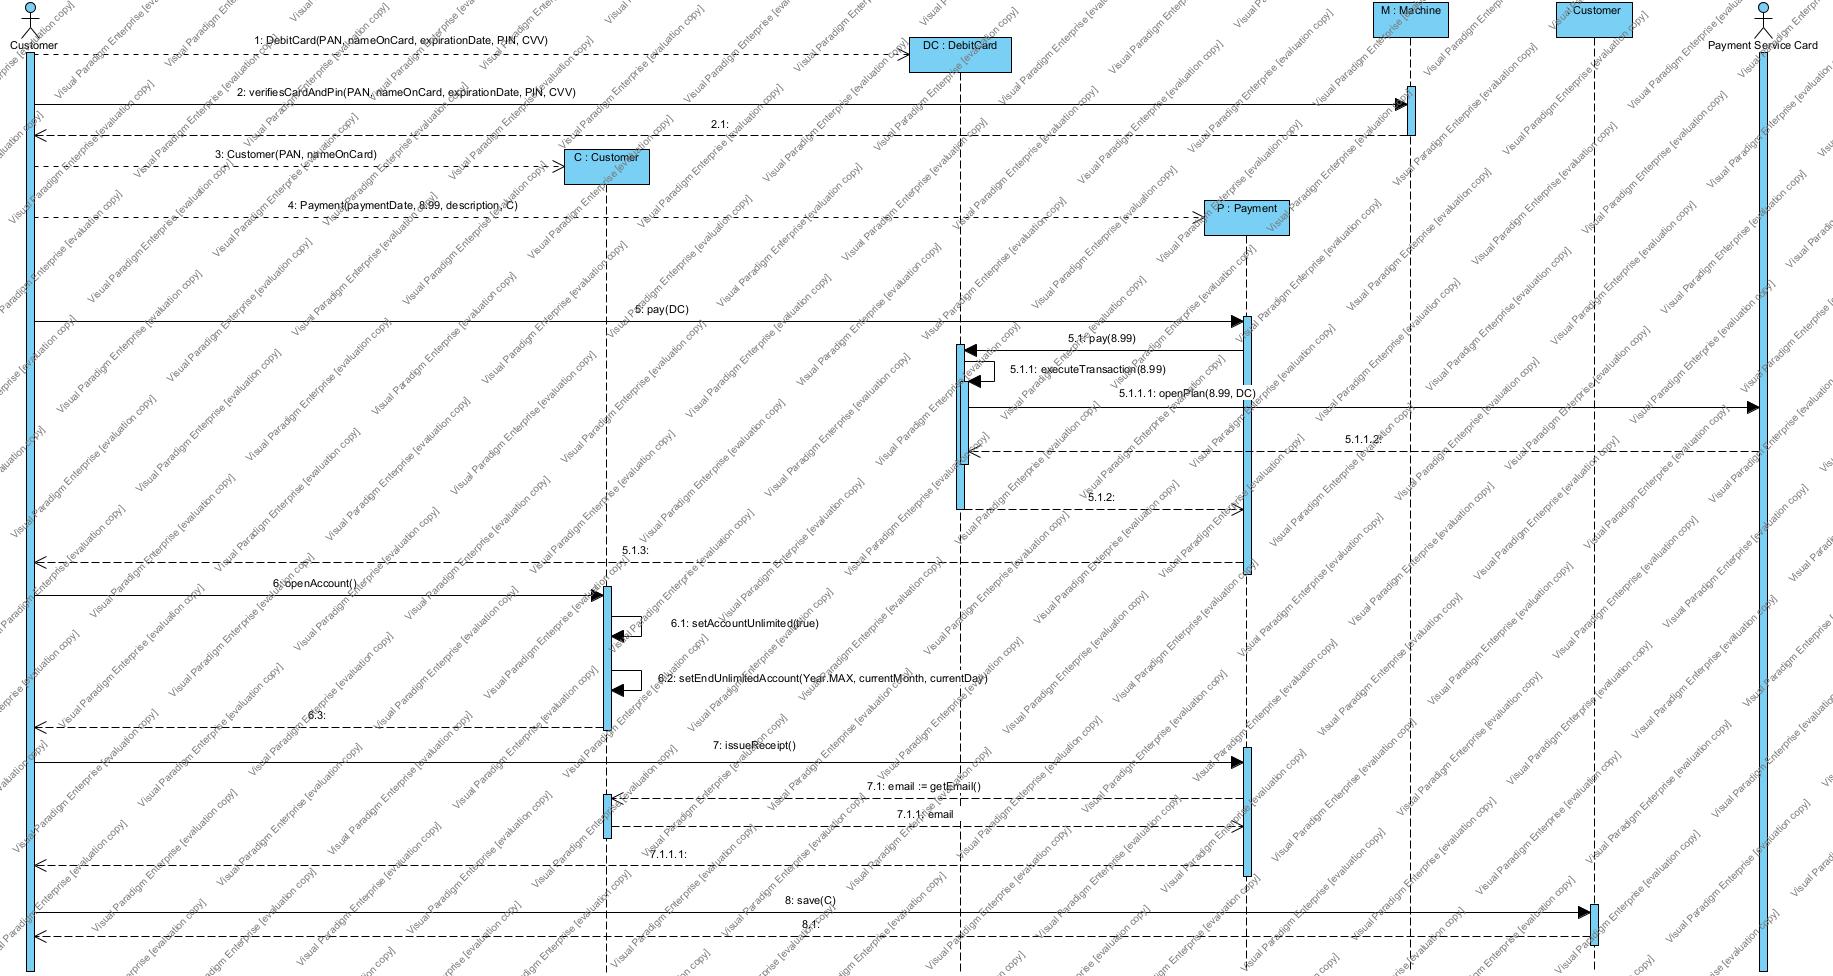 M : Machine
Customer
Customer
Payment Service Card
1: DebitCard(PAN, nameOnCard, expirationDate, PIN, CVV)
DC : DebitCard
2: verifiesCardAndPin(PAN, nameOnCard, expirationDate, PIN, CVV)
2.1:
3: Customer(PAN, nameOnCard)
C : Customer
4: Payment(paymentDate, 8.99, description, C)
P : Payment
5: pay(DC)
5.1: pay(8.99)
5.1.1: executeTransaction(8.99)
5.1.1.1: openPlan(8.99, DC)
5.1.1.2:
5.1.2:
5.1.3:
6: openAccount()
6.1: setAccountUnlimited(true)
6.2: setEndUnlimitedAccount(Year.MAX, currentMonth, currentDay)
6.3:
7: issueReceipt()
7.1: email := getEmail()
7.1.1: email
7.1.1.1:
8: save(C)
8.1:
Visual Paradigm Enterprise [evaluation copy]